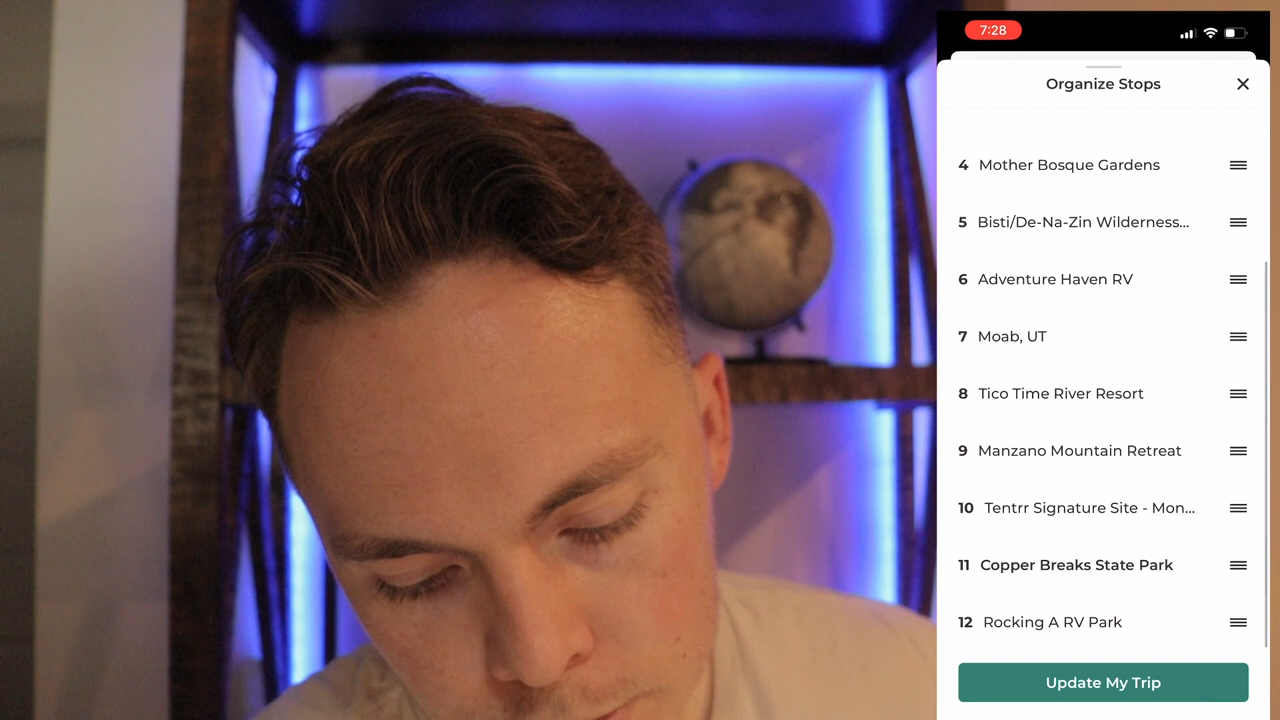 7:28
Organize Stops
4 Mother Bosque Gardens
5 Bisti/De-Na-Zin Wilderness...
6 Adventure Haven RV
7 Moab, UT
8 Tico Time River Resort
9 Manzano Mountain Retreat
10 Tentrr Signature Site - Mon...
11 Copper Breaks State Park
12 Rocking A RV Park
Update My Trip